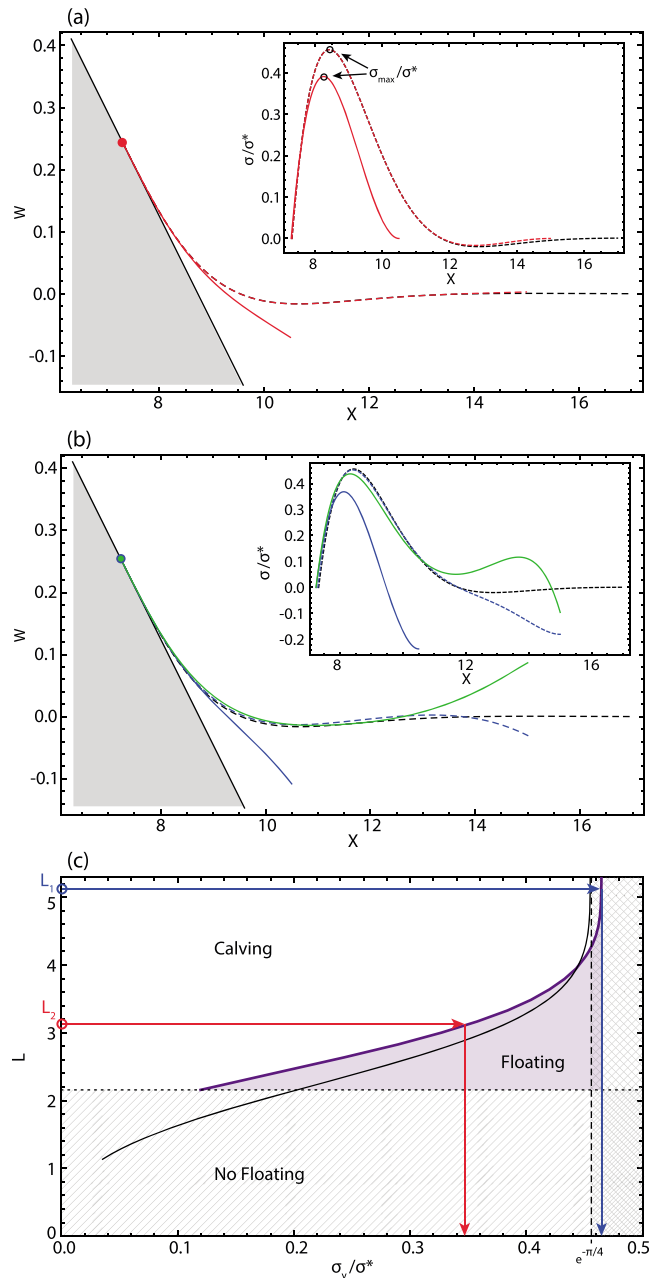 (a)
0.4
0.3
0.2
0.1
0.0
-0.1
W
8
10
12
14
16
X
0.4
0.3
0.2
0.1
0.0
σ/σ*
8
10
12
14
16
X
σmax/σ*
(b)
0.4
0.3
0.2
0.1
0.0
-0.1
W
8
10
12
14
16
X
0.4
0.3
0.2
0.1
0.0
-0.1
-0.2
σ/σ*
8
10
12
14
16
X
(c)
L1
5
4
L2
3
2
1
0
L
Calving
Floating
No Floating
0.0
0.1
0.2
0.3
0.4
e-π/4
0.5
σy/σ*